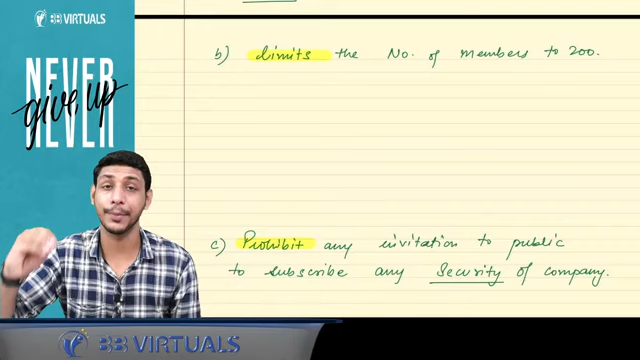 BB VIRTUALS
NEVER
give up
NEVER
b) limits the No. of members to 200.
c) Prohibit any invitation to public
to subscribe any Security of company.
BB VIRTUALS